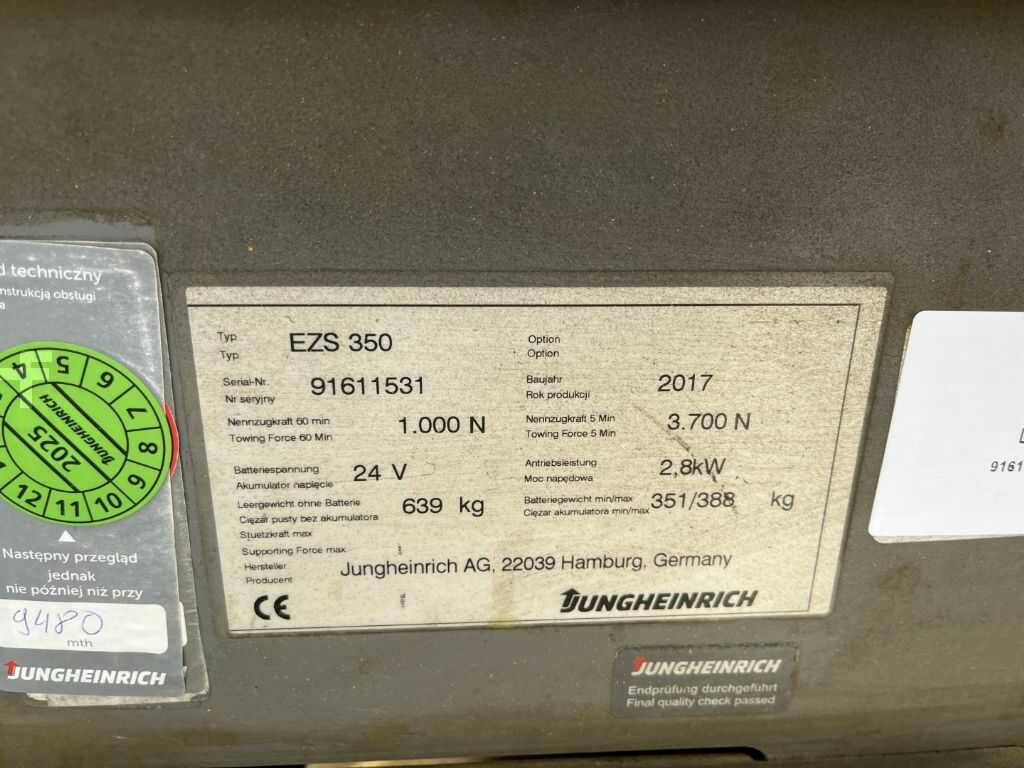 d techniczny
nstrukcją obsługi
a
4 5 6 7 8 9 10 11 12
JUNGHEINRICH
2025
JUNGHEINRICH
Następny przegląd
jednak
nie później niż przy
9480
mth
JUNGHEINRICH
Typ EZS 350 Option
Typ Option
Serial-Nr. 91611531 Baujahr 2017
Nr seryjny Rok produkcji
Nennzugkraft 60 min 1.000 N Nennzugkraft 5 Min 3.700 N
Towing Force 60 Min Towing Force 5 Min
Batteriespannung 24 V Antriebsleistung 2,8kW
Akumulator napięcie Moc napędowa
Leergewicht ohne Batterie 639 kg Batteriegewicht min/max 351/388 kg
Ciężar pusty bez akumulatora Ciężar akumulatora min/max
Stuetzkraft max
Supporting Force max
Hersteller Jungheinrich AG, 22039 Hamburg, Germany
Producent
CE JUNGHEINRICH
JUNGHEINRICH
Endprüfung durchgeführt
Final quality check passed
9161